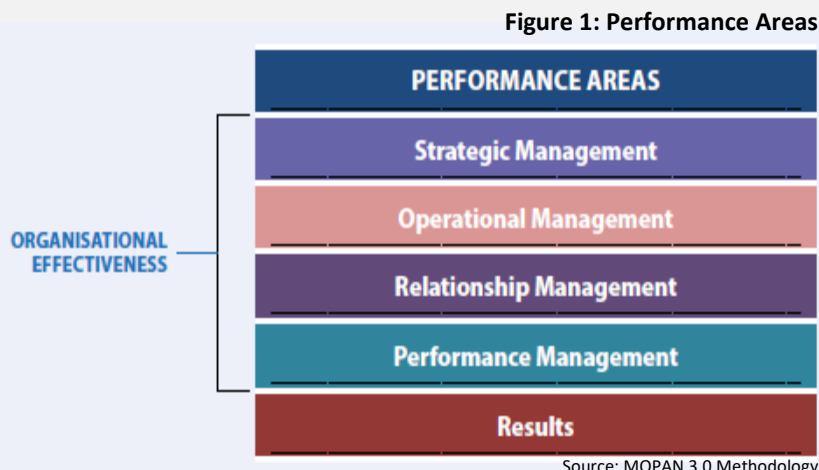 Figure 1: Performance Areas
PERFORMANCE AREAS
Strategic Management
Operational Management
ORGANISATIONAL
EFFECTIVENESS
Relationship Management
Performance Management
Results
Source: MOPAN 3.0 Methodology